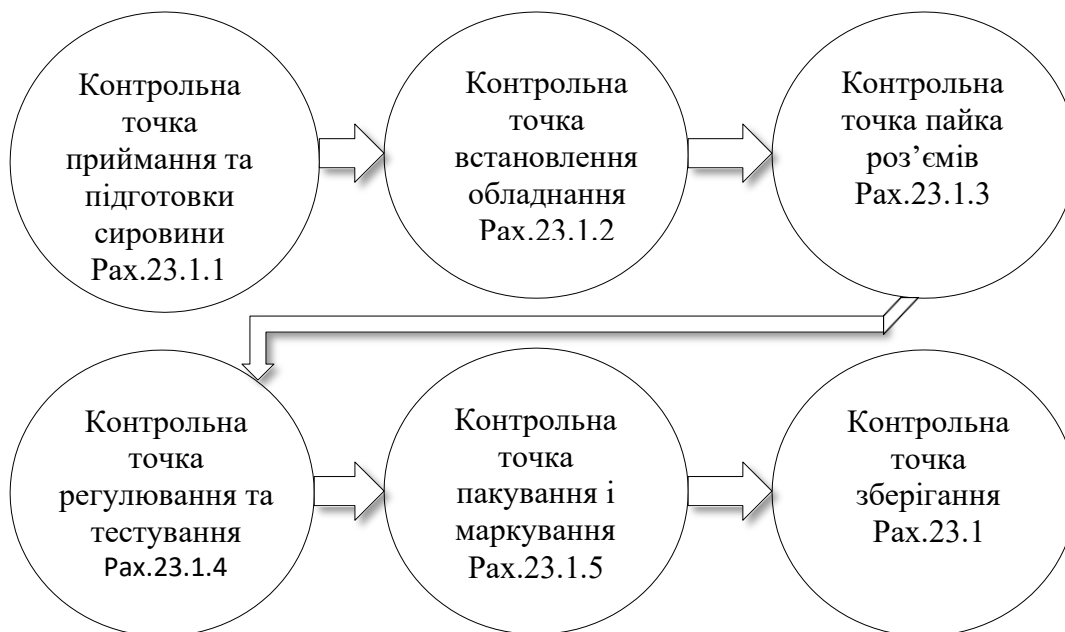 Контрольна
точка
приймання та
підготовки
сировини
Рах.23.1.1
Контрольна
точка
встановлення
обладнання
Рах.23.1.2
Контрольна
точка пайка
роз’ємів
Рах.23.1.3
Контрольна
точка
регулювання та
тестування
Рах.23.1.4
Контрольна
точка
пакування і
маркування
Рах.23.1.5
Контрольна
точка
зберігання
Рах.23.1